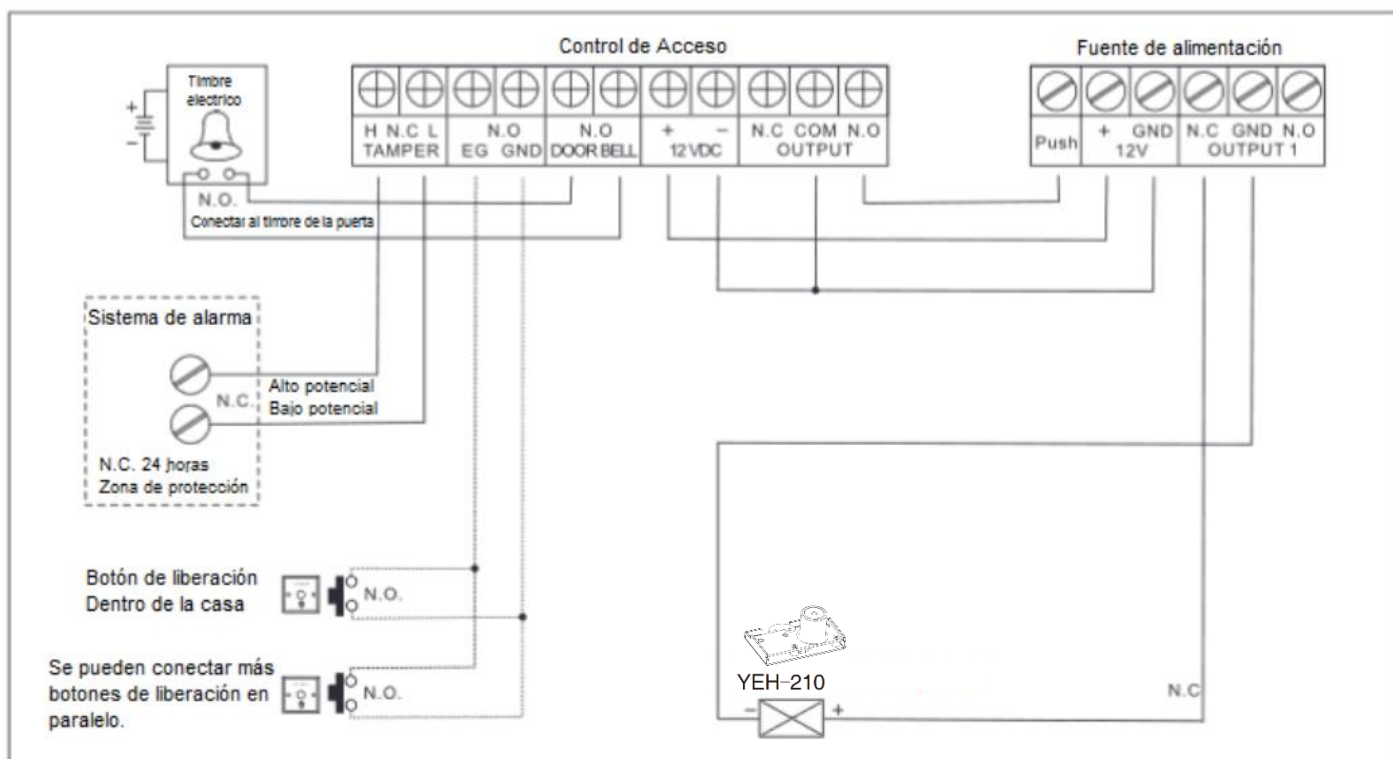 Control de Acceso
Fuente de alimentación
Timbre
electrico
+
−
H N.C L
TAMPER
N.O
EG GND
N.O
DOOR BELL
+ −
12 VDC
N.C COM N.O
OUTPUT
Push
+ GND
12V
N.C GND N.O
OUTPUT 1
N.O.
Conectar al timbre de la puerta
Sistema de alarma
N.C.
Alto potencial
Bajo potencial
N.C. 24 horas
Zona de protección
Botón de liberación
Dentro de la casa
N.O.
Se pueden conectar más
botones de liberación en
paralelo.
N.O.
YEH-210
− +
N.C